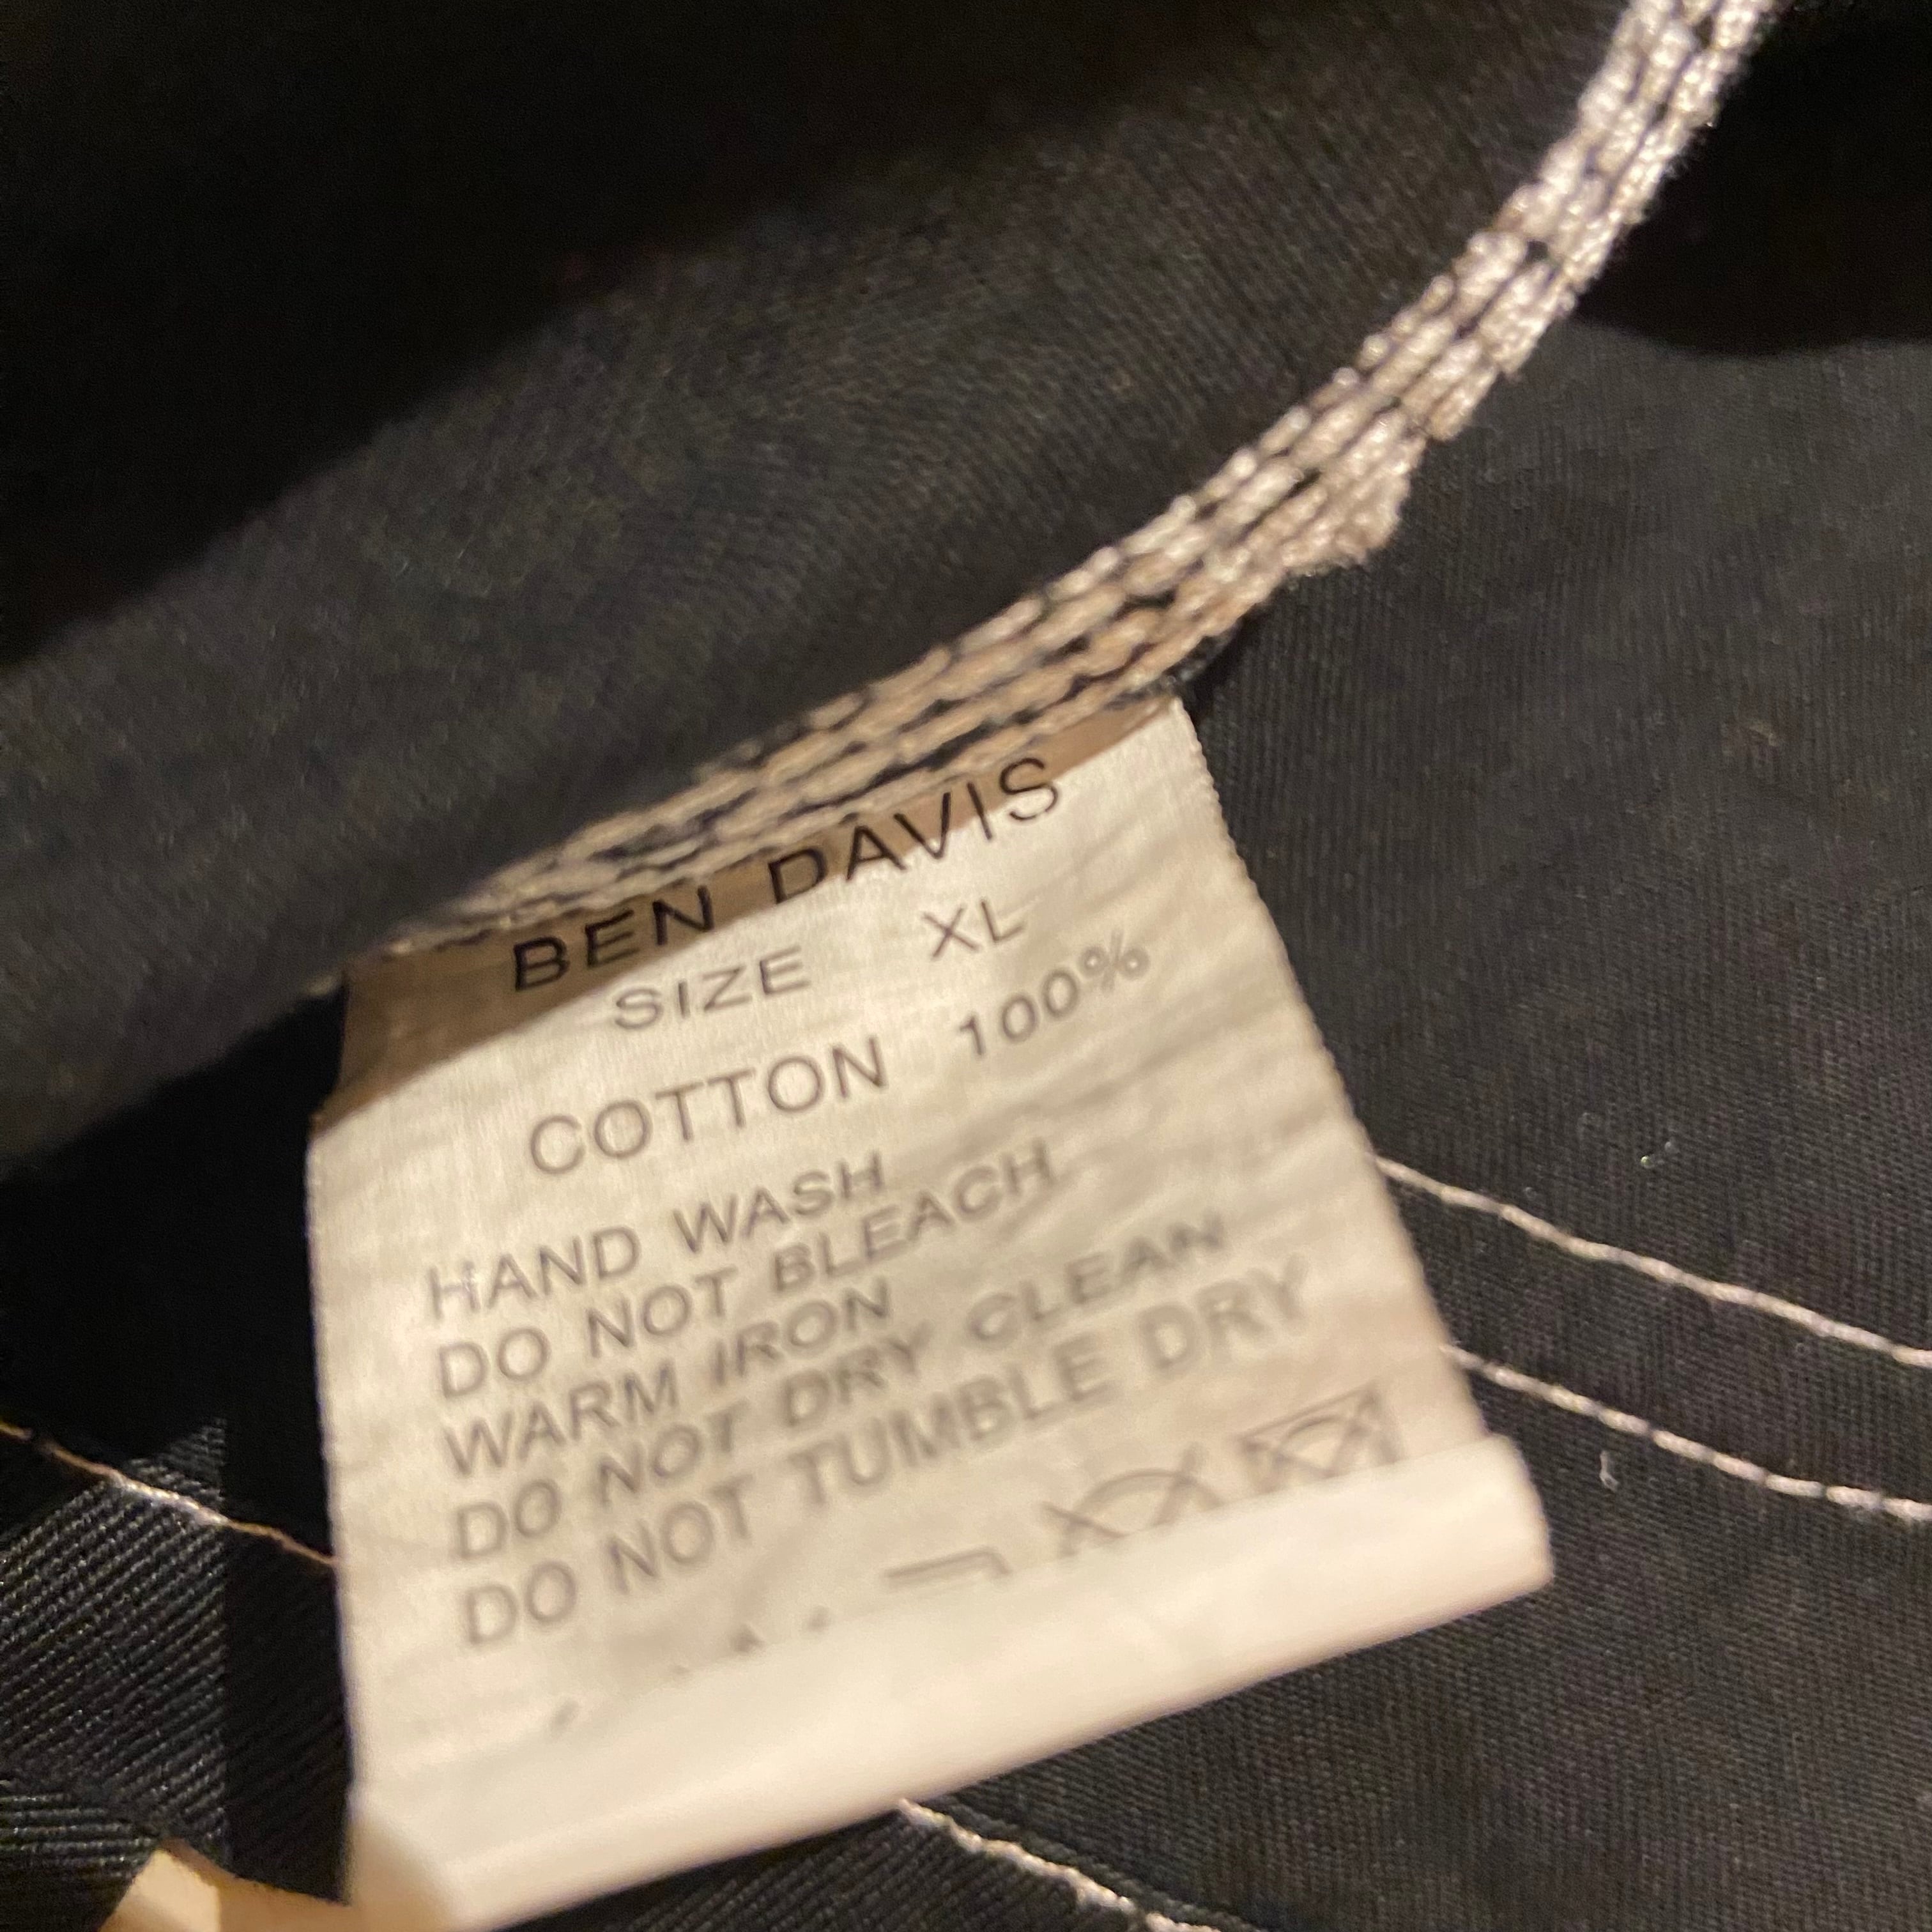 BEN DAVIS
SIZE XL
COTTON 100%
HAND WASH
DO NOT BLEACH
WARM IRON
DO NOT DRY CLEAN
DO NOT TUMBLE DRY